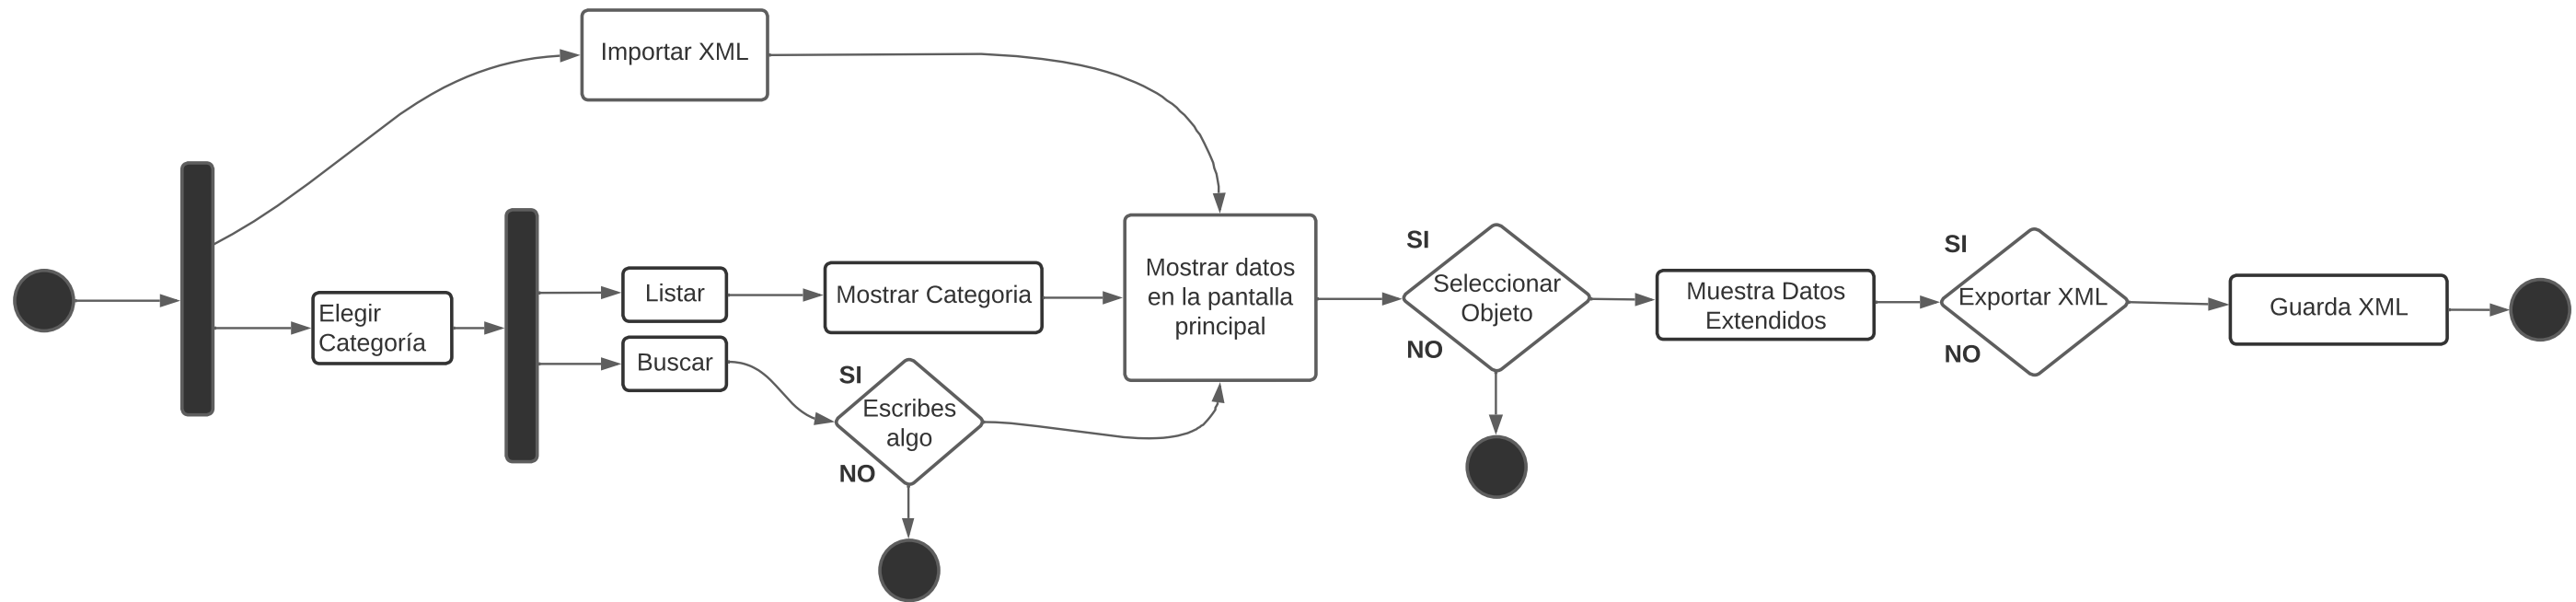 Importar XML
Elegir
Categoría
Listar
Buscar
Mostrar Categoria
SI
Escribes
algo
NO
Mostrar datos
en la pantalla
principal
SI
Seleccionar
Objeto
NO
Muestra Datos
Extendidos
SI
Exportar XML
NO
Guarda XML